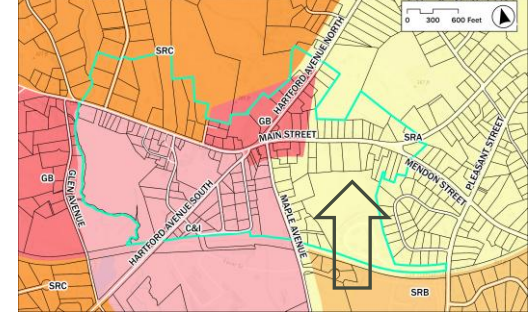 0 300 600 Feet
SRC
HARTFORD AVENUE NORTH
GB
MAIN STREET
SRA
PLEASANT STREET
MENDON STREET
GB
GLEN AVENUE
MAPLE AVENUE
C&I
HARTFORD AVENUE SOUTH
SRC
SRB